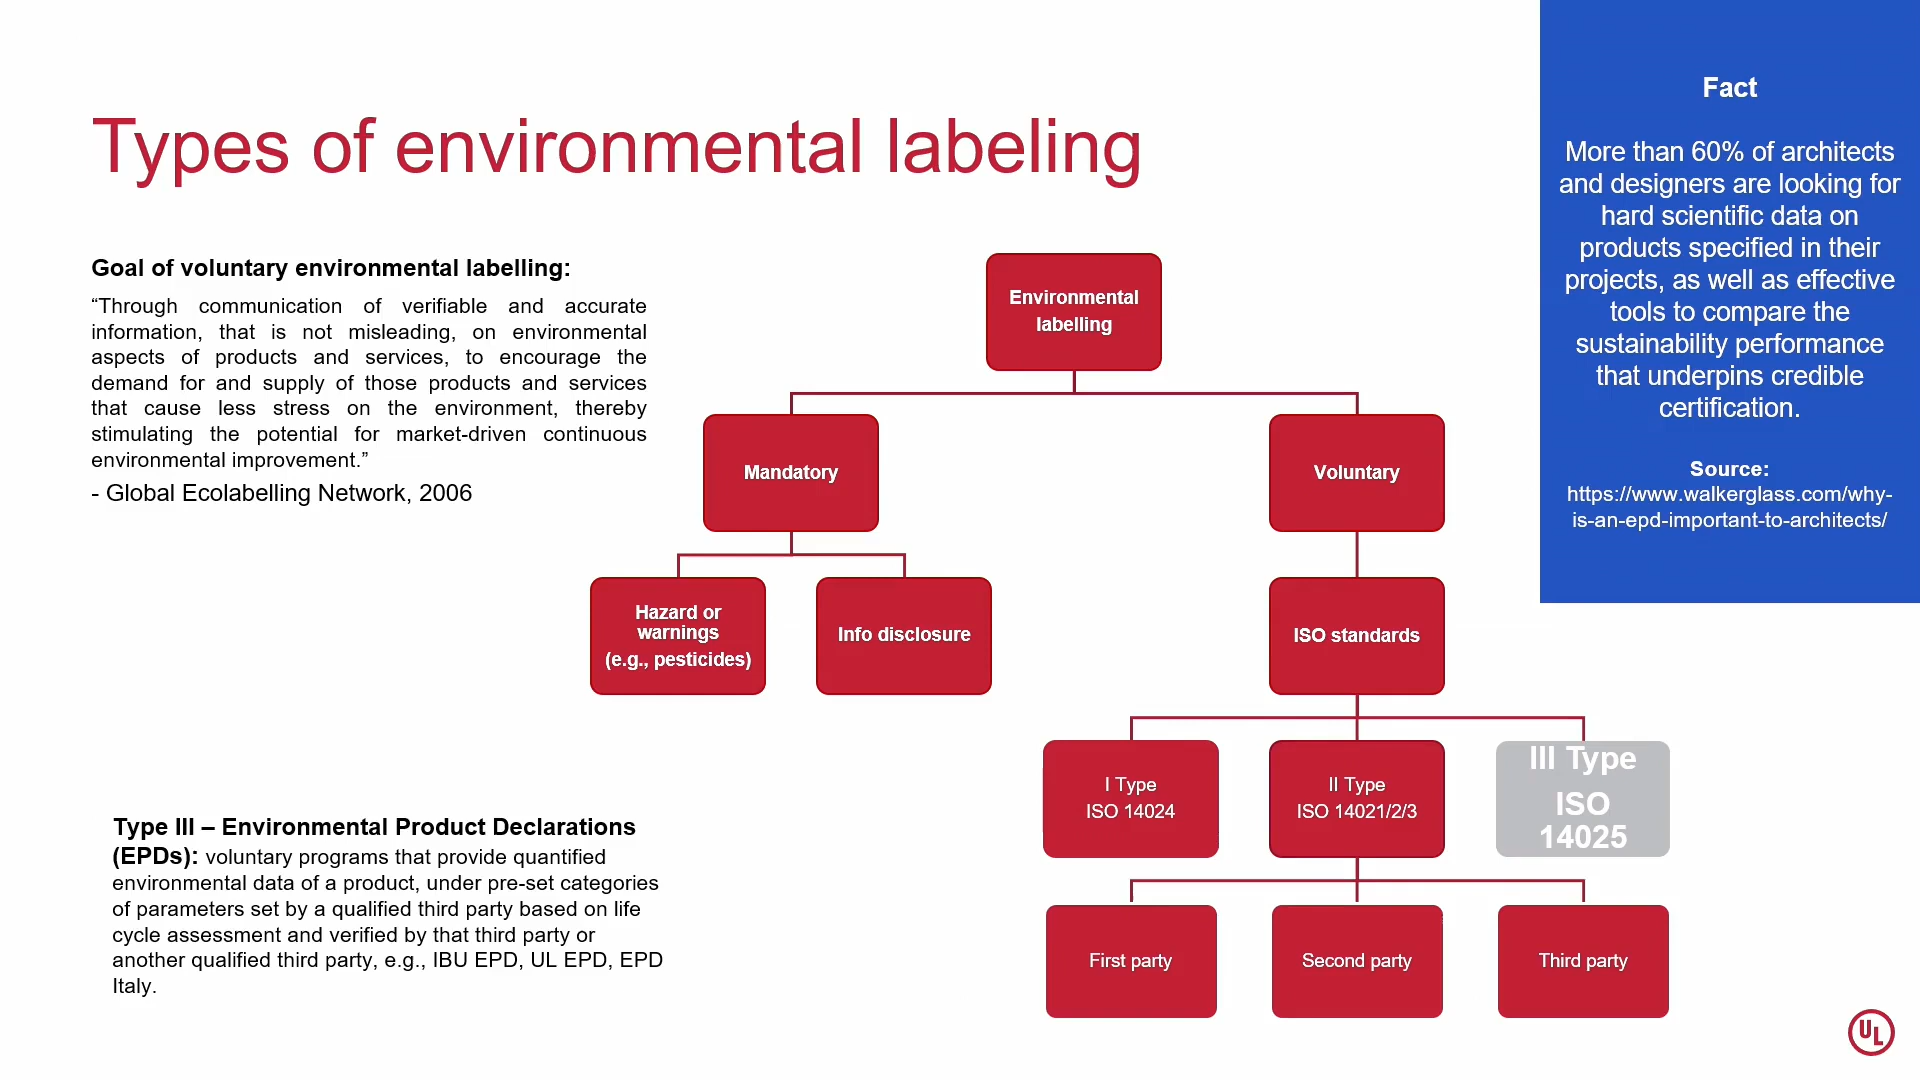 Types of environmental labeling
Goal of voluntary environmental labelling:
“Through communication of verifiable and accurate
information, that is not misleading, on environmental
aspects of products and services, to encourage the
demand for and supply of those products and services
that cause less stress on the environment, thereby
stimulating the potential for market-driven continuous
environmental improvement.”
- Global Ecolabelling Network, 2006
Type III – Environmental Product Declarations
(EPDs): voluntary programs that provide quantified
environmental data of a product, under pre-set categories
of parameters set by a qualified third party based on life
cycle assessment and verified by that third party or
another qualified third party, e.g., IBU EPD, UL EPD, EPD
Italy.
Environmental
labelling
Mandatory
Voluntary
Hazard or
warnings
(e.g., pesticides)
Info disclosure
ISO standards
I Type
ISO 14024
II Type
ISO 14021/2/3
III Type
ISO
14025
First party
Second party
Third party
Fact
More than 60% of architects
and designers are looking for
hard scientific data on
products specified in their
projects, as well as effective
tools to compare the
sustainability performance
that underpins credible
certification.
Source:
https://www.walkerglass.com/why-
is-an-epd-important-to-architects/
UL